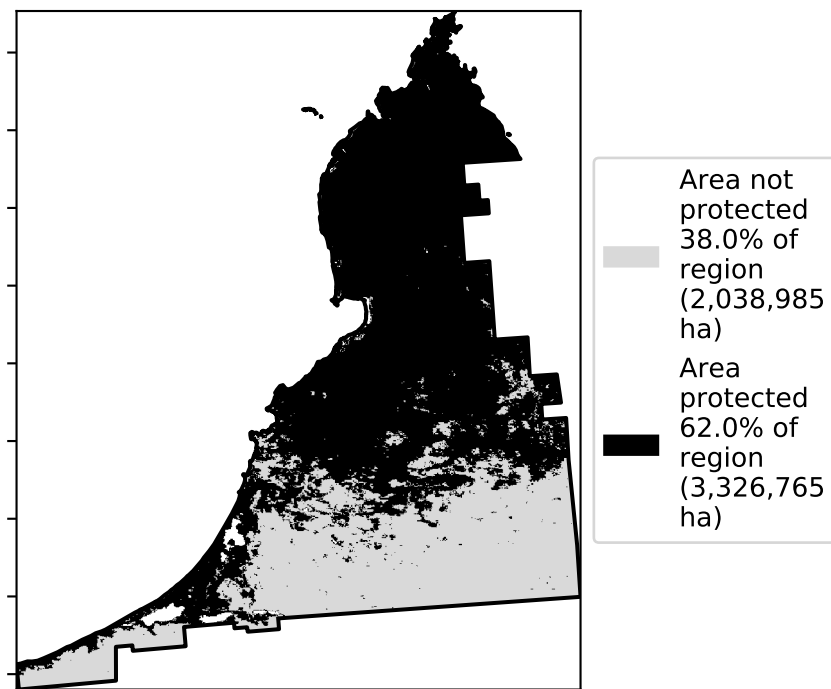 Area not
protected
38.0% of
region
(2,038,985
ha)
Area
protected
62.0% of
region
(3,326,765
ha)